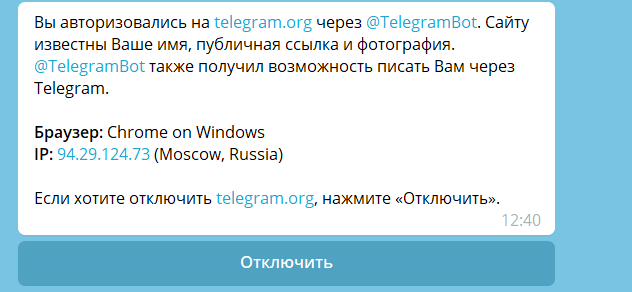 Вы авторизовались на telegram.org через @TelegramBot. Сайту
известны Ваше имя, публичная ссылка и фотография.
@TelegramBot также получил возможность писать Вам через
Telegram.
Браузер: Chrome on Windows
IP: 94.29.124.73 (Moscow, Russia)
Если хотите отключить telegram.org, нажмите «Отключить».
12:40
Отключить